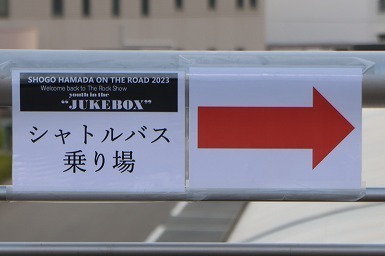 SHOGO HAMADA ON THE ROAD 2023
Welcome back to The Rock Show
youth in the
"JUKEBOX"
シャトルバス
乗り場